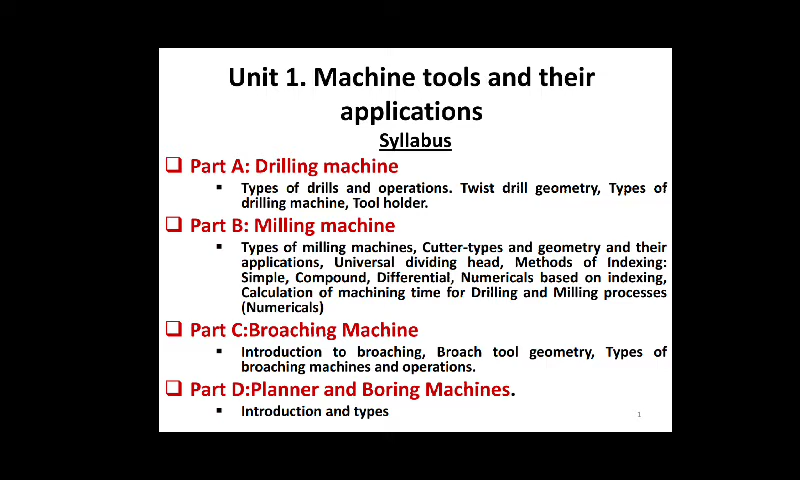 Unit 1. Machine tools and their
applications
Syllabus
❑ Part A: Drilling machine
▪ Types of drills and operations. Twist drill geometry, Types of
drilling machine, Tool holder.
❑ Part B: Milling machine
▪ Types of milling machines, Cutter-types and geometry and their
applications, Universal dividing head, Methods of Indexing:
Simple, Compound, Differential, Numericals based on indexing,
Calculation of machining time for Drilling and Milling processes
(Numericals)
❑ Part C:Broaching Machine
▪ Introduction to broaching, Broach tool geometry, Types of
broaching machines and operations.
❑ Part D:Planner and Boring Machines.
▪ Introduction and types
1